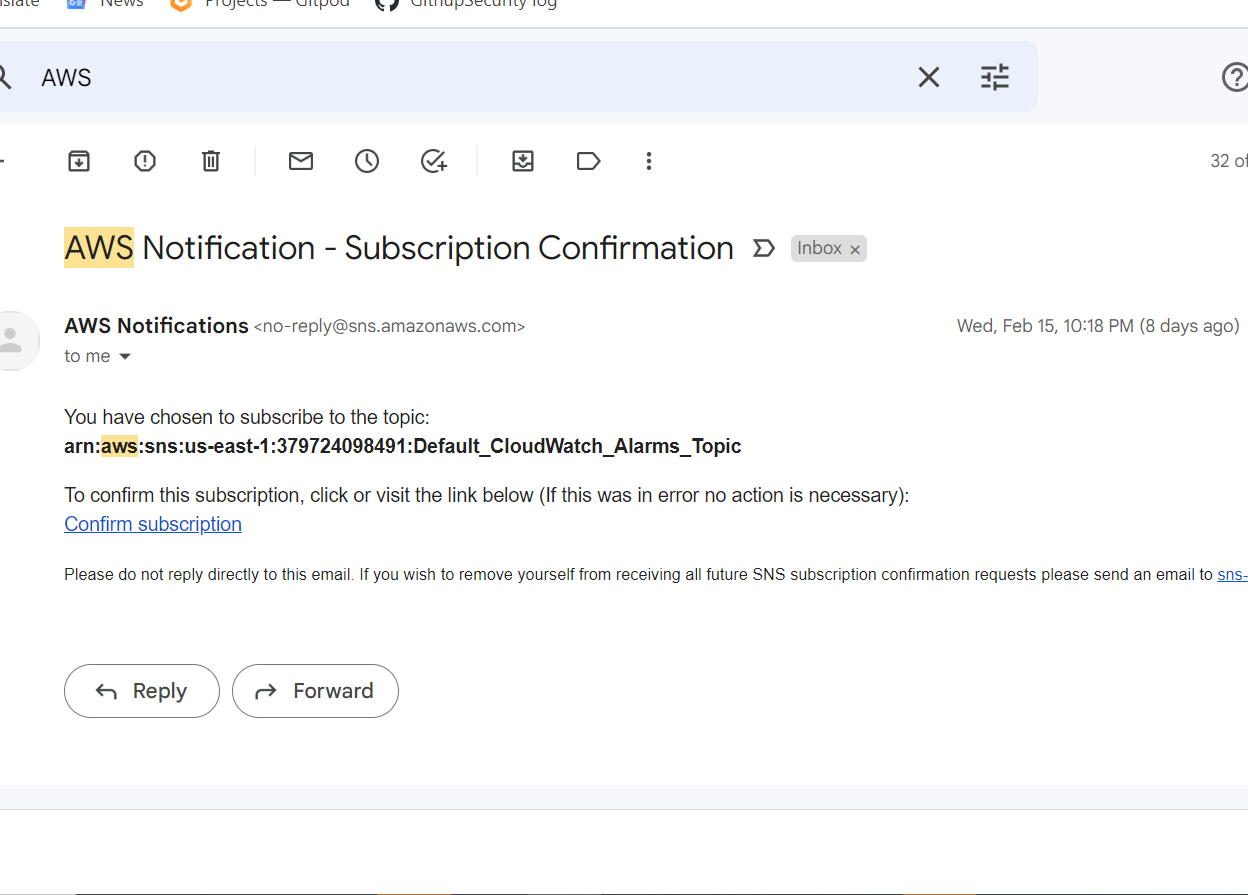 News Projects — Gitpod
AWS
32 of
AWS Notification - Subscription Confirmation Inbox ×
AWS Notifications <no-reply@sns.amazonaws.com> Wed, Feb 15, 10:18 PM (8 days ago)
to me
You have chosen to subscribe to the topic:
arn:aws:sns:us-east-1:379724098491:Default_CloudWatch_Alarms_Topic
To confirm this subscription, click or visit the link below (If this was in error no action is necessary):
Confirm subscription
Please do not reply directly to this email. If you wish to remove yourself from receiving all future SNS subscription confirmation requests please send an email to sns-
Reply Forward